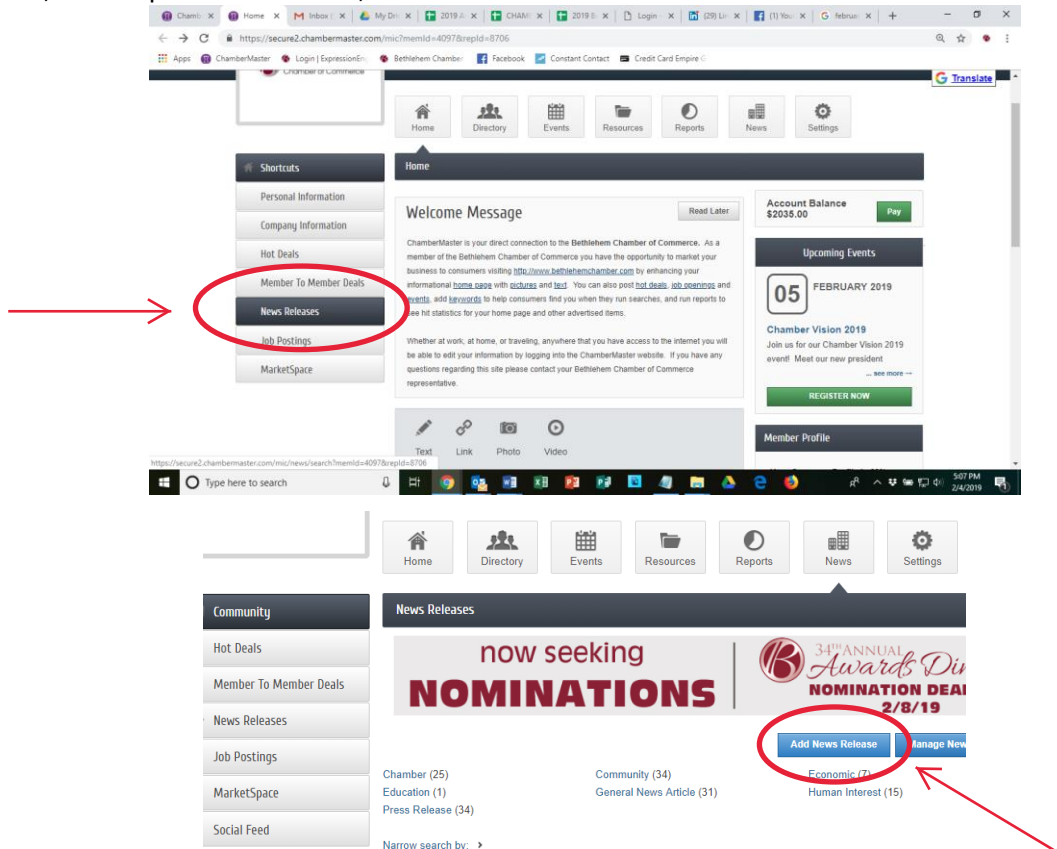 Chamb
Home
Inbox
My Dri
2019 A
CHAM
2019 B
Login
(29) Lin
(1) You
februar
https://secure2.chambermaster.com/mic?memId=4097&repId=8706
Apps
ChamberMaster
Login | ExpressionEn
Bethlehem Chamber
Facebook
Constant Contact
Credit Card Empire
Chamber of Commerce
Translate
Home
Directory
Events
Resources
Reports
News
Settings
Shortcuts
Personal Information
Company Information
Hot Deals
Member To Member Deals
News Releases
Job Postings
MarketSpace
Home
Welcome Message
Read Later
ChamberMaster is your direct connection to the Bethlehem Chamber of Commerce. As a
member of the Bethlehem Chamber of Commerce you have the opportunity to market your
business to consumers visiting http://www.bethlehemchamber.com by enhancing your
informational home page with pictures and text. You can also post hot deals, job openings and
events, add keywords to help consumers find you when they run searches, and run reports to
see hit statistics for your home page and other advertised items.
Whether at work, at home, or traveling, anywhere that you have access to the internet you will
be able to edit your information by logging into the ChamberMaster website. If you have any
questions regarding this site please contact your Bethlehem Chamber of Commerce
representative.
Text
Link
Photo
Video
Account Balance
$2035.00
Pay
Upcoming Events
05
FEBRUARY 2019
Chamber Vision 2019
Join us for our Chamber Vision 2019
event! Meet our new president
... see more
REGISTER NOW
Member Profile
https://secure2.chambermaster.com/mic/news/search?memId=4097&repId=8706
Type here to search
5:07 PM
2/4/2019
Home
Directory
Events
Resources
Reports
News
Settings
Community
Hot Deals
Member To Member Deals
News Releases
Job Postings
MarketSpace
Social Feed
News Releases
now seeking
NOMINATIONS
34TH ANNUAL
Awards Din
NOMINATION DEA
2/8/19
Add News Release
Manage New
Chamber (25)
Community (34)
Economic (7)
Education (1)
General News Article (31)
Human Interest (15)
Press Release (34)
Narrow search by: